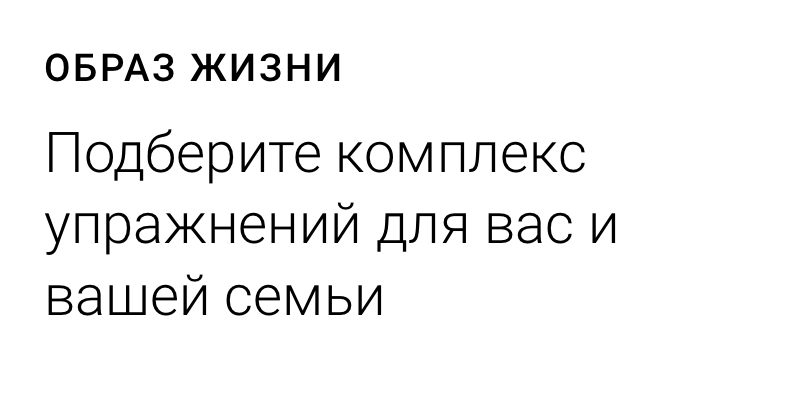 ОБРАЗ ЖИЗНИ
Подберите комплекс
упражнений для вас и
вашей семьи